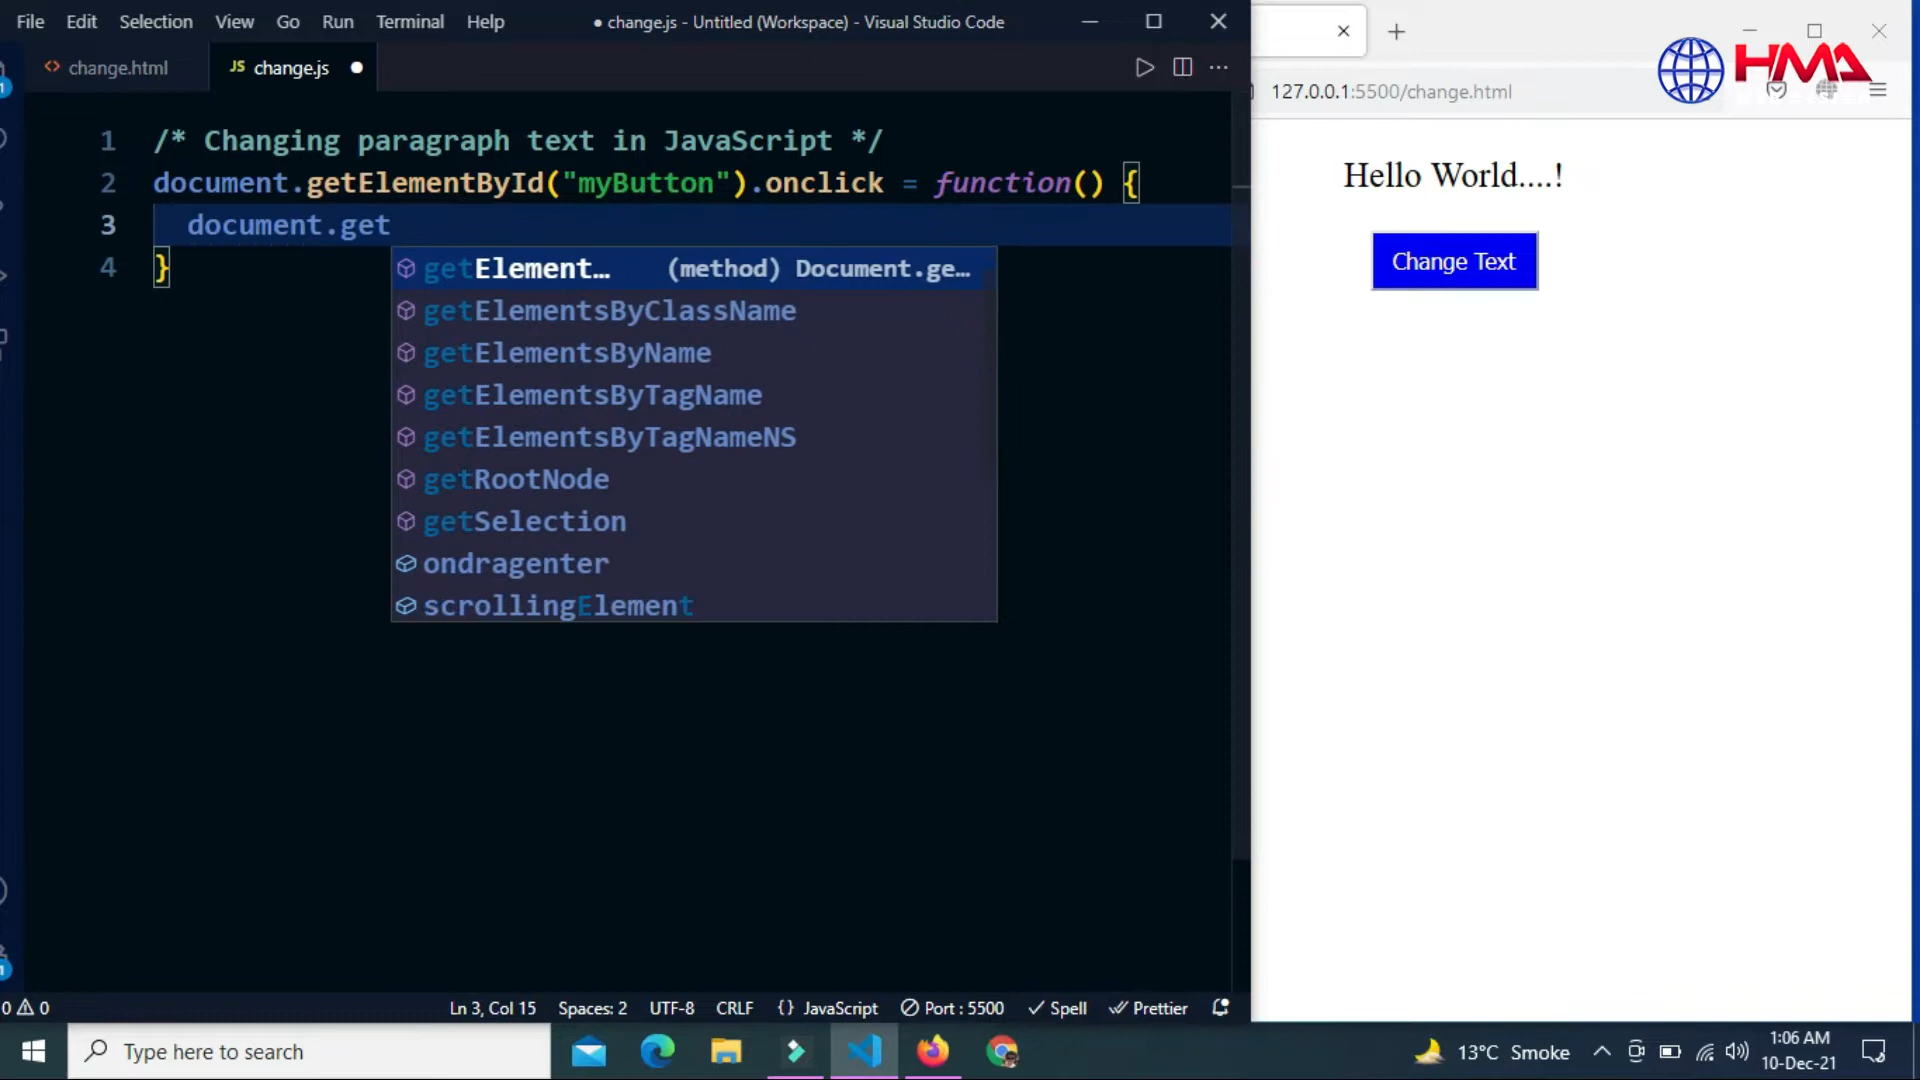 File Edit Selection View Go Run Terminal Help ● change.js - Untitled (Workspace) - Visual Studio Code
change.html JS change.js
127.0.0.1:5500/change.html
HMA
1 /* Changing paragraph text in JavaScript */
2 document.getElementById("myButton").onclick = function() {
3 document.get
4 }
getElement… (method) Document.ge…
getElementsByClassName
getElementsByName
getElementsByTagName
getElementsByTagNameNS
getRootNode
getSelection
ondragenter
scrollingElement
Hello World....!
Change Text
0 0 Ln 3, Col 15 Spaces: 2 UTF-8 CRLF {} JavaScript Port : 5500 Spell Prettier
Type here to search
13°C Smoke
1:06 AM
10-Dec-21